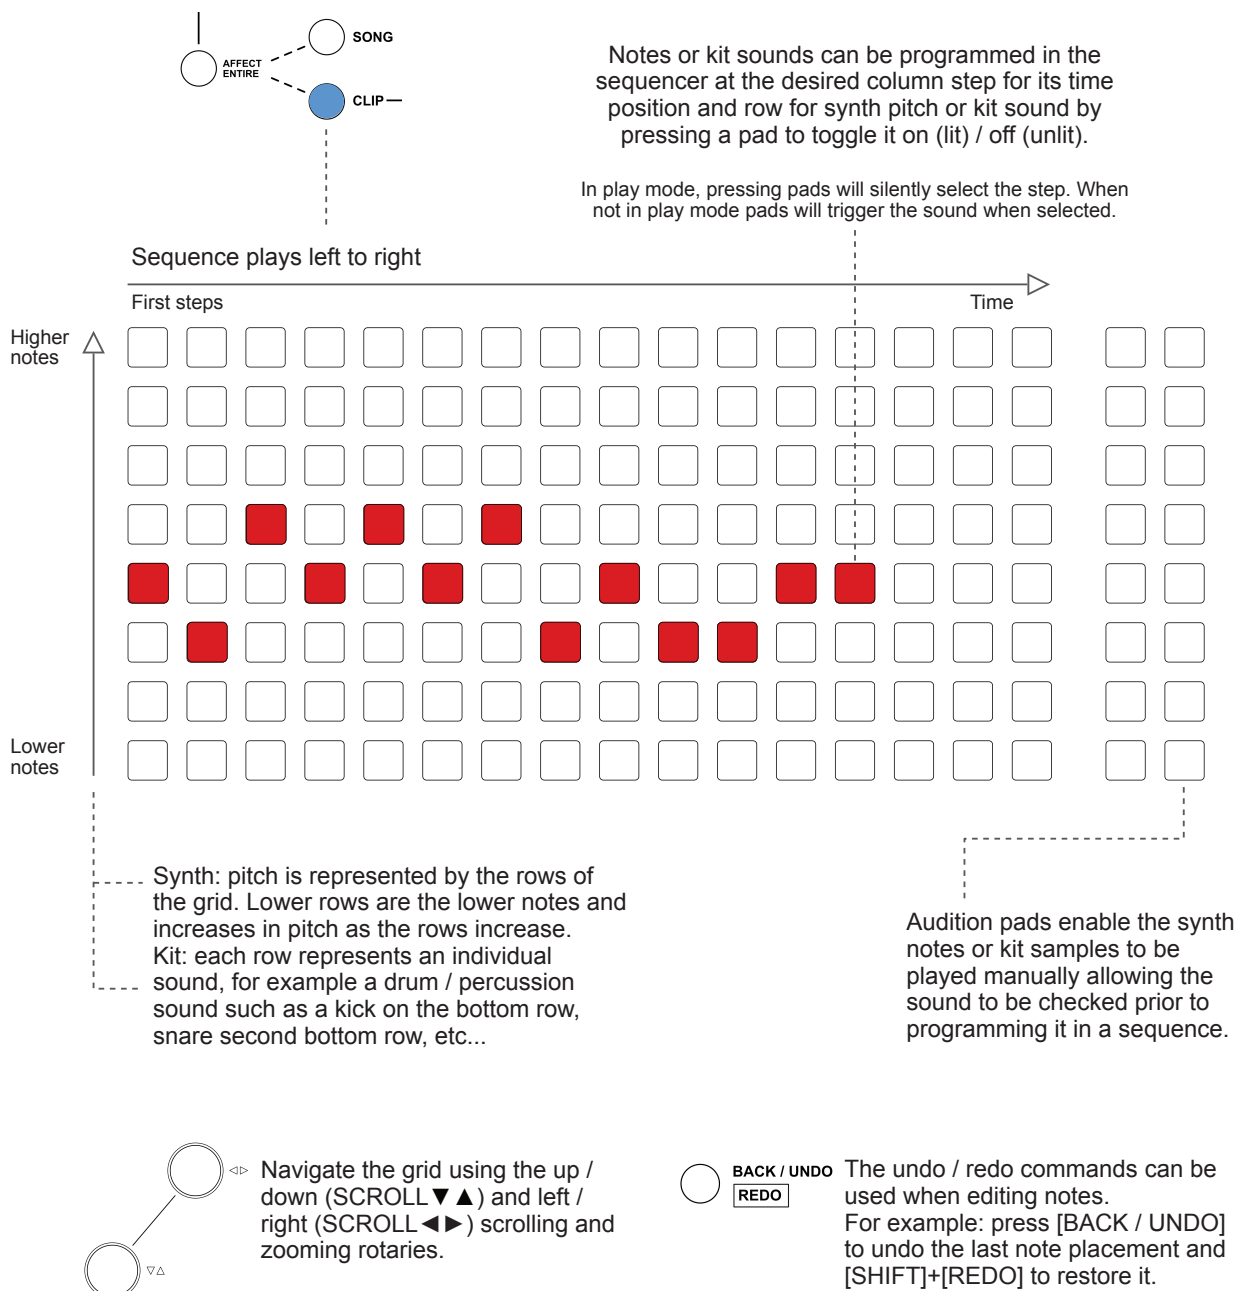 SONG
AFFECT
ENTIRE
CLIP
Notes or kit sounds can be programmed in the
sequencer at the desired column step for its time
position and row for synth pitch or kit sound by
pressing a pad to toggle it on (lit) / off (unlit).
In play mode, pressing pads will silently select the step. When
not in play mode pads will trigger the sound when selected.
Sequence plays left to right
First steps
Time
Higher
notes
Lower
notes
Synth: pitch is represented by the rows of
the grid. Lower rows are the lower notes and
increases in pitch as the rows increase.
Kit: each row represents an individual
sound, for example a drum / percussion
sound such as a kick on the bottom row,
snare second bottom row, etc...
Audition pads enable the synth
notes or kit samples to be
played manually allowing the
sound to be checked prior to
programming it in a sequence.
◁▷
▽△
Navigate the grid using the up /
down (SCROLL▼▲) and left /
right (SCROLL◀▶) scrolling and
zooming rotaries.
BACK / UNDO
REDO
The undo / redo commands can be
used when editing notes.
For example: press [BACK / UNDO]
to undo the last note placement and
[SHIFT]+[REDO] to restore it.